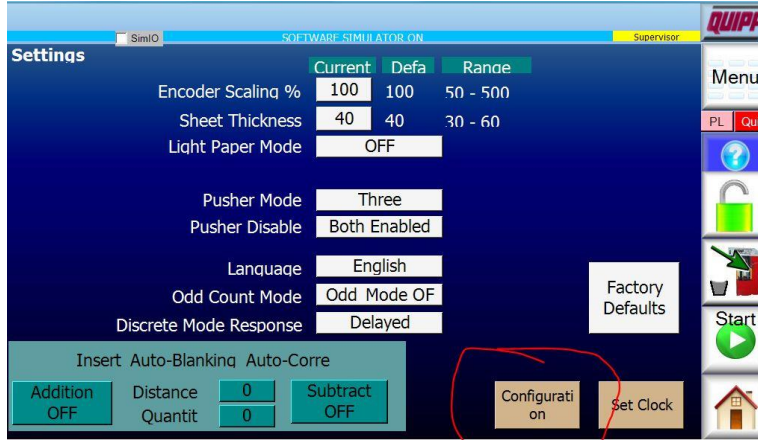 SimIO SOFTWARE SIMULATOR ON Supervisor
QUIPP
Settings
Current Defa Range
Menu
Encoder Scaling % 100 100 50 - 500
Sheet Thickness 40 40 30 - 60
PL Qui
Light Paper Mode OFF
Pusher Mode Three
Pusher Disable Both Enabled
Language English
Odd Count Mode Odd Mode OF
Factory
Defaults
Discrete Mode Response Delayed
Start
Insert Auto-Blanking Auto-Corre
Addition
OFF
Distance 0
Quantit 0
Subtract
OFF
Configurati
on
Set Clock